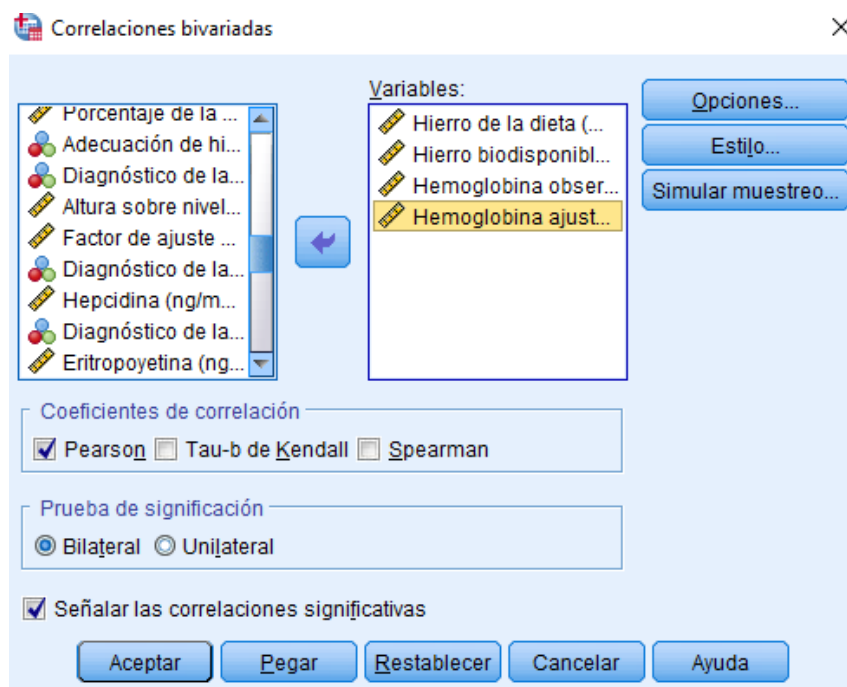 Correlaciones bivariadas
Porcentaje de la ...
Adecuación de hi...
Diagnóstico de la...
Altura sobre nivel...
Factor de ajuste ...
Diagnóstico de la...
Hepcidina (ng/m...
Diagnóstico de la...
Eritropoyetina (ng...
Variables:
Hierro de la dieta (...
Hierro biodisponibl...
Hemoglobina obser...
Hemoglobina ajust...
Opciones...
Estilo...
Simular muestreo...
Coeficientes de correlación
Pearson Tau-b de Kendall Spearman
Prueba de significación
Bilateral Unilateral
Señalar las correlaciones significativas
Aceptar Pegar Restablecer Cancelar Ayuda